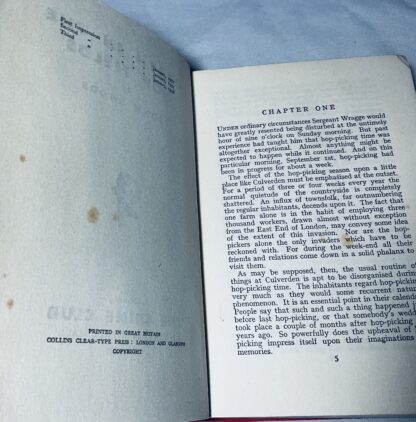 First Impression
Second
Third
PRINTED IN GREAT BRITAIN
COLLINS CLEAR-TYPE PRESS : LONDON AND GLASGOW
COPYRIGHT
CHAPTER ONE
UNDER ordinary circumstances Sergeant Wragge would
have greatly resented being disturbed at the untimely
hour of nine o'clock on Sunday morning. But past
experience had taught him that hop-picking time was
altogether exceptional. Almost anything might be
expected to happen while it continued. And on this
particular morning, September 1st, hop-picking had
been in progress for about a week.
The effect of the hop-picking season upon a little
place like Culverden must be emphasised at the outset.
For a period of three or four weeks every year the
normal quietude of the countryside is completely
shattered. An influx of townsfolk, far outnumbering
the regular inhabitants, descends upon it. The fact that
one farm alone is in the habit of employing three
thousand workers, drawn almost without exception
from the East End of London, may convey some idea
of the extent of this invasion. Nor are the hop-
pickers alone the only invaders which have to be
reckoned with. For during the week-end all their
friends and relations come down in a solid phalanx to
visit them.
As may be supposed, then, the usual routine of
things at Culverden is apt to be disorganised during
hop-picking time. The inhabitants regard hop-picking
very much as they would some recurrent natural
phenomenon. It is an essential point in their calendar
People say that such and such a thing happened j
before last hop-picking, or that somebody's wedd
took place a couple of months after hop-picking
years ago. So powerfully does the upheaval of
picking impress itself upon their imaginations
memories.
5